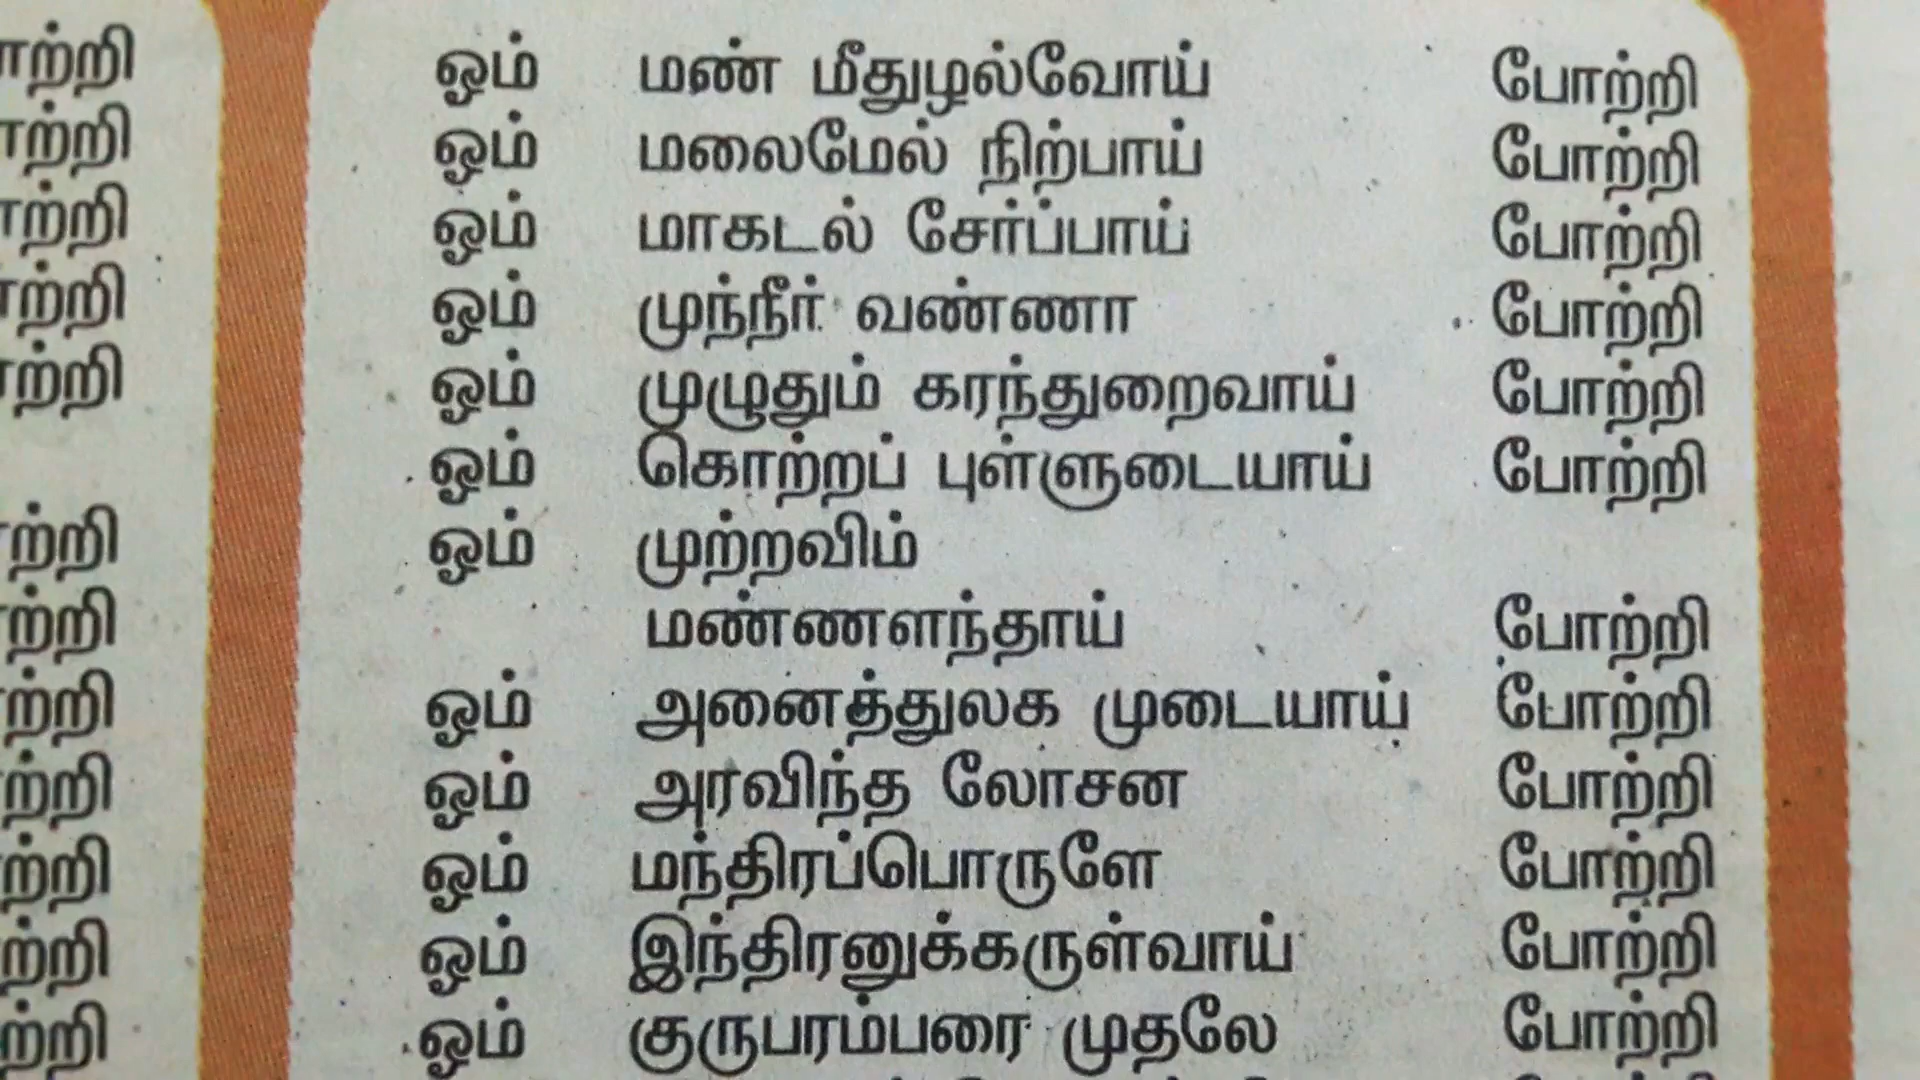 ஓம் மண் மீதுழல்வோய் போற்றி
ஓம் மலைமேல் நிற்பாய் போற்றி
ஓம் மாகடல் சேர்ப்பாய் போற்றி
ஓம் முந்நீர் வண்ணா போற்றி
ஓம் முழுதும் கரந்துறைவாய் போற்றி
ஓம் கொற்றப் புள்ளுடையாய் போற்றி
ஓம் முற்றவிம்
மண்ணளந்தாய் போற்றி
ஓம் அனைத்துலக முடையாய் போற்றி
ஓம் அரவிந்த லோசன போற்றி
ஓம் மந்திரப்பொருளே போற்றி
ஓம் இந்திரனுக்கருள்வாய் போற்றி
ஓம் குருபரம்பரை முதலே போற்றி